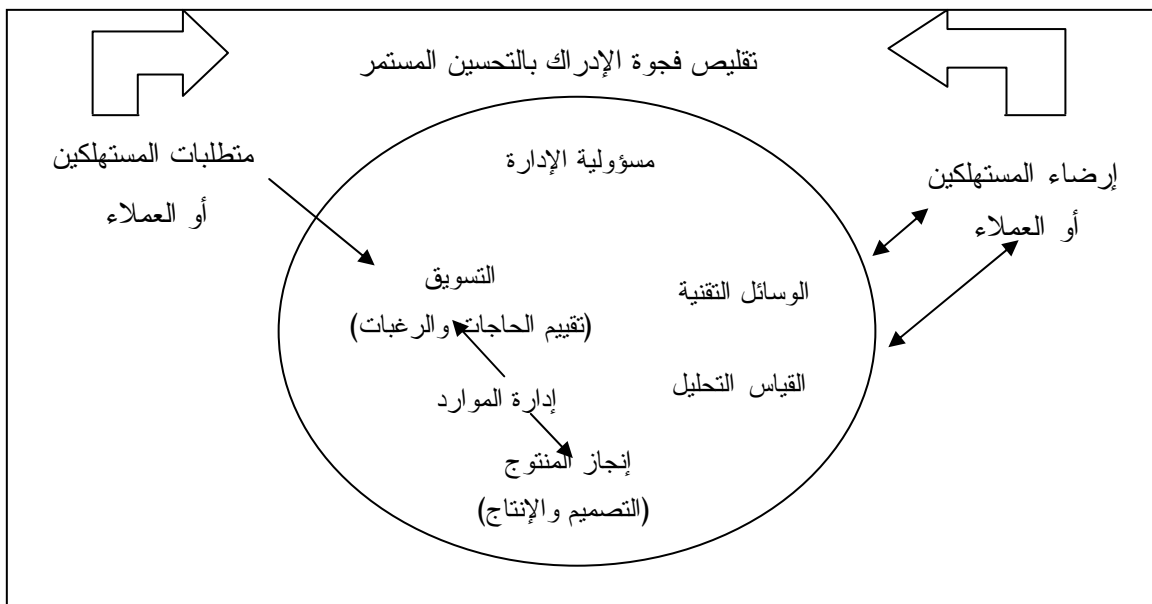 تقليص فجوة الإدراك بالتحسين المستمر
متطلبات المستهلكين
أو العملاء
مسؤولية الإدارة
إرضاء المستهلكين
أو العملاء
التسويق
(تقييم الحاجات والرغبات)
الوسائل التقنية
القياس التحليل
إدارة الموارد
إنجاز المنتوج
(التصميم والإنتاج)